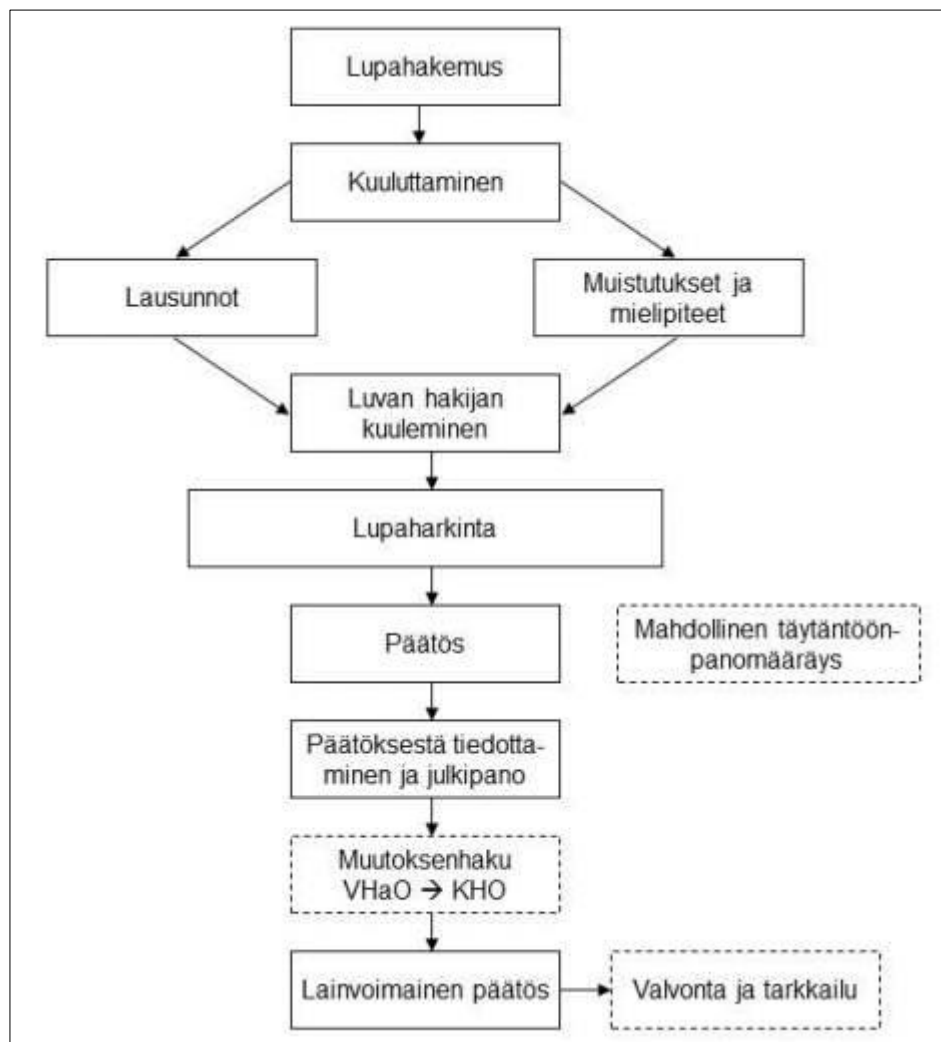 Lupahakemus
Kuuluttaminen
Lausunnot
Muistutukset ja
mielipiteet
Luvan hakijan
kuuleminen
Lupaharkinta
Päätös
Mahdollinen täytäntöön-
panomääräys
Päätöksestä tiedotta-
minen ja julkipano
Muutoksenhaku
VHaO → KHO
Lainvoimainen päätös
Valvonta ja tarkkailu